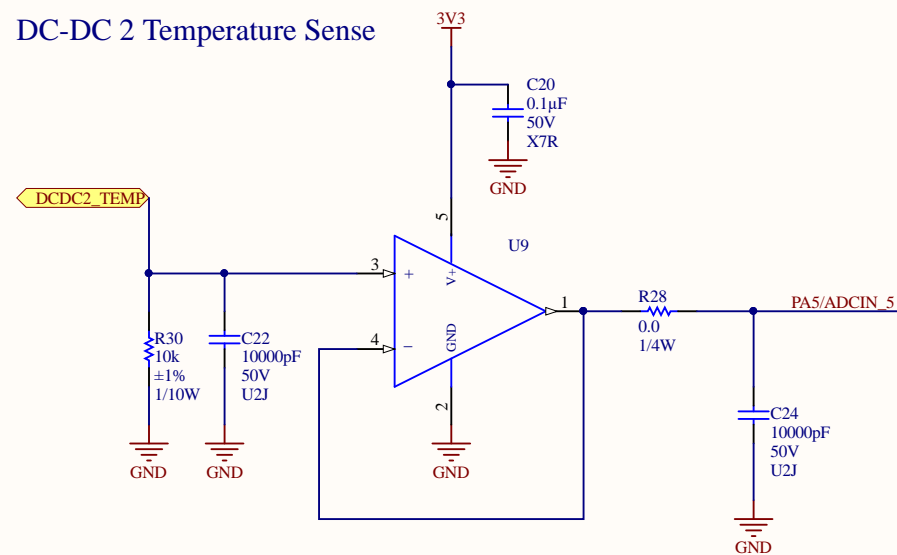 DC-DC 2 Temperature Sense
3V3
C20
0.1µF
50V
X7R
GND
DCDC2_TEMP
5
U9
3
+
V+
1
R28
0.0
1/4W
PA5/ADCIN_5
4
−
GND
2
R30
10k
±1%
1/10W
C22
10000pF
50V
U2J
C24
10000pF
50V
U2J
GND
GND
GND
GND